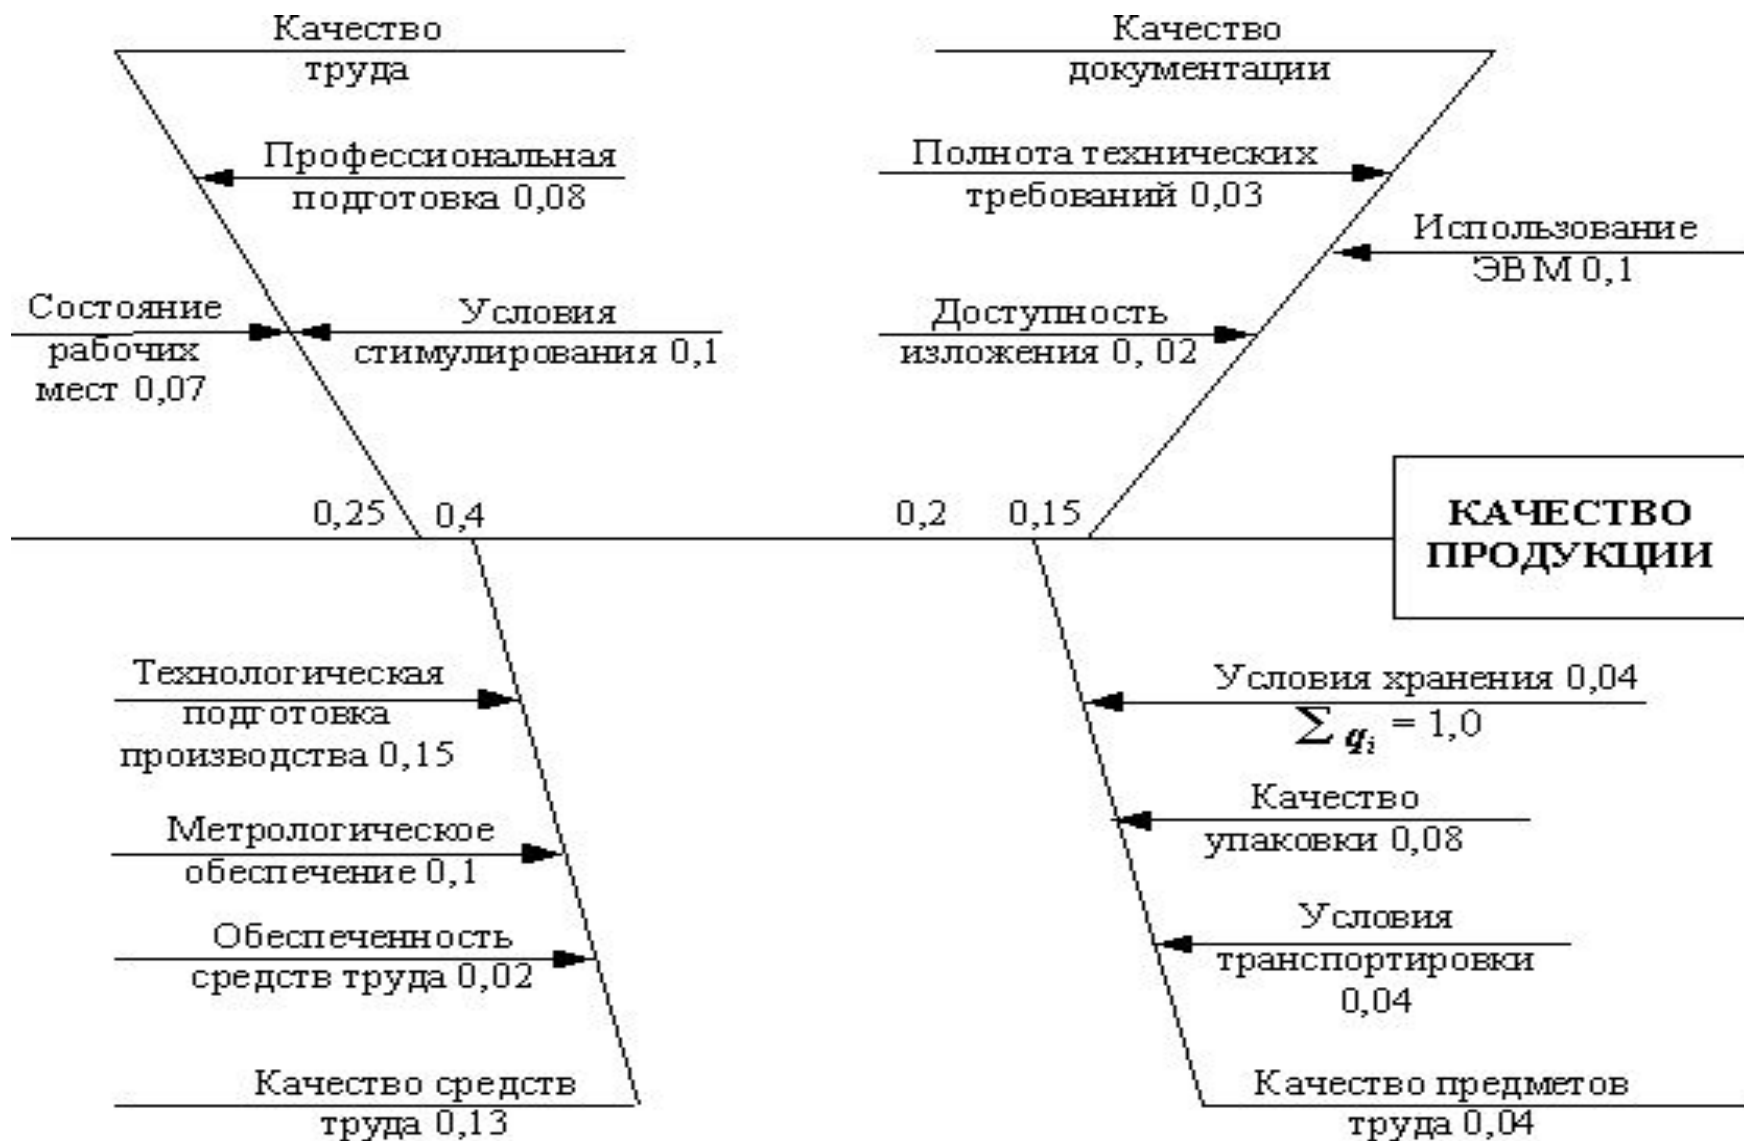 Качество
труда
Качество
документации
Профессиональная
подготовка 0,08
Полнота технических
требований 0,03
Использование
ЭВМ 0,1
Состояние
рабочих
мест 0,07
Условия
стимулирования 0,1
Доступность
изложения 0, 02
0,25
0,4
0,2
0,15
КАЧЕСТВО
ПРОДУКЦИИ
Технологическая
подготовка
производства 0,15
Условия хранения 0,04
∑ qᵢ = 1,0
Метрологическое
обеспечение 0,1
Качество
упаковки 0,08
Обеспеченность
средств труда 0,02
Условия
транспортировки
0,04
Качество средств
труда 0,13
Качество предметов
труда 0,04